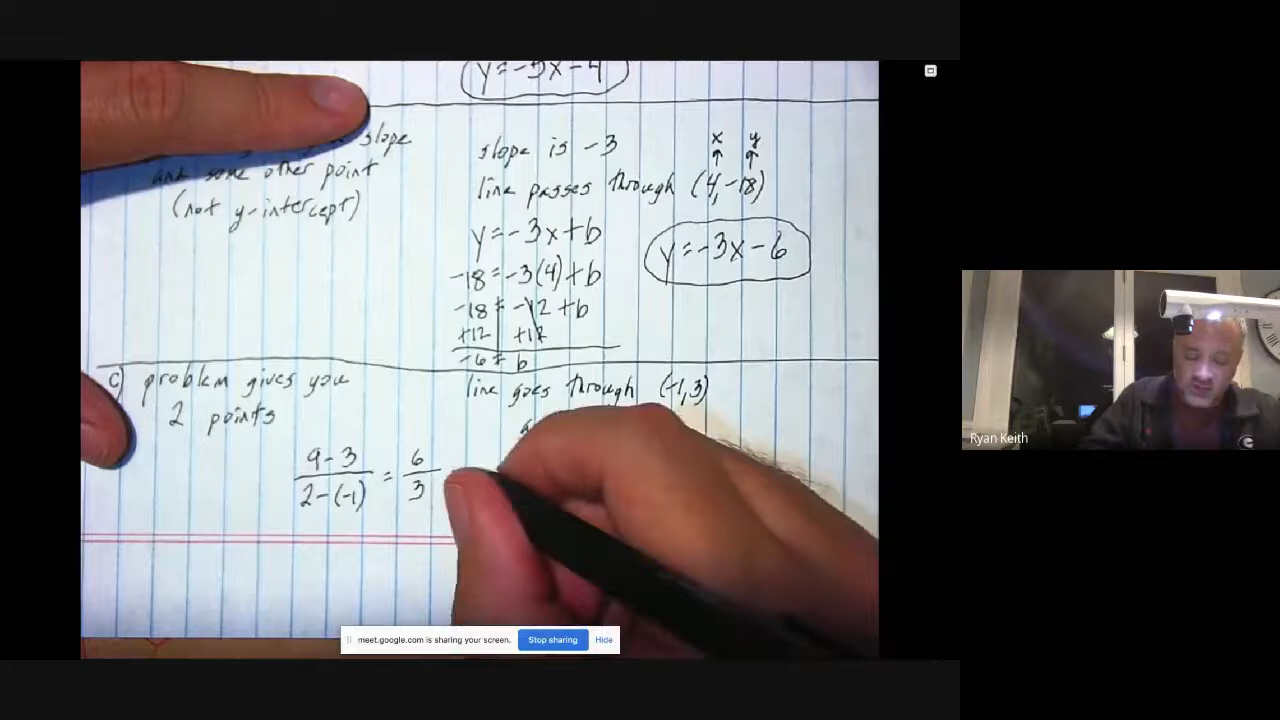 y=-5x-4
slope
and some other point
(not y-intercept)
slope is -3
x y
line passes through (4,-18)
y=-3x+b
y=-3x-6
-18=-3(4)+b
-18=-12+b
+12 +12
-6=b
c) problem gives you
2 points
line goes through (-1,3)
9-3
2-(-1)
=
6
3
Ryan Keith
meet.google.com is sharing your screen.
Stop sharing
Hide